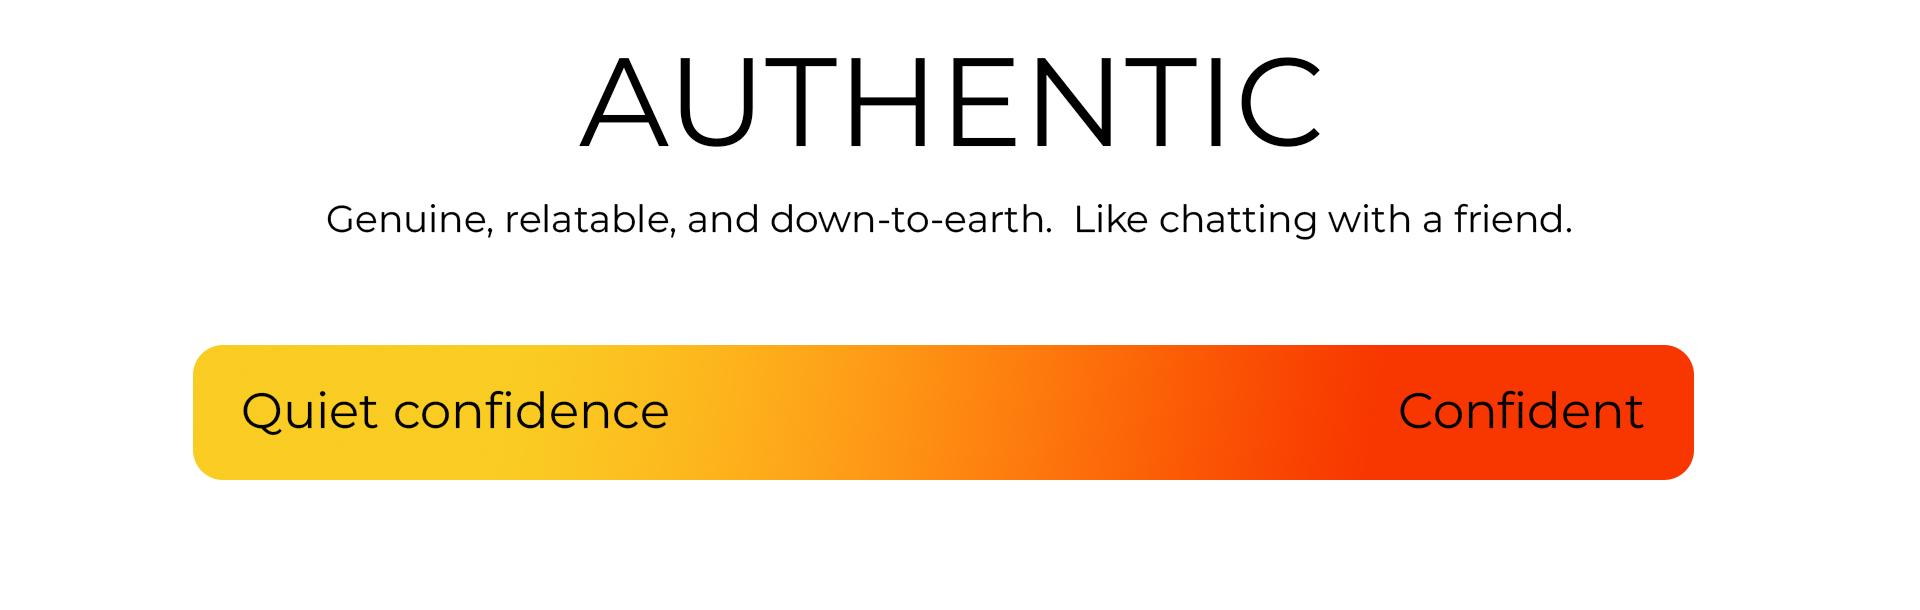 AUTHENTIC
Genuine, relatable, and down-to-earth.  Like chatting with a friend.
Quiet confidence
Confident